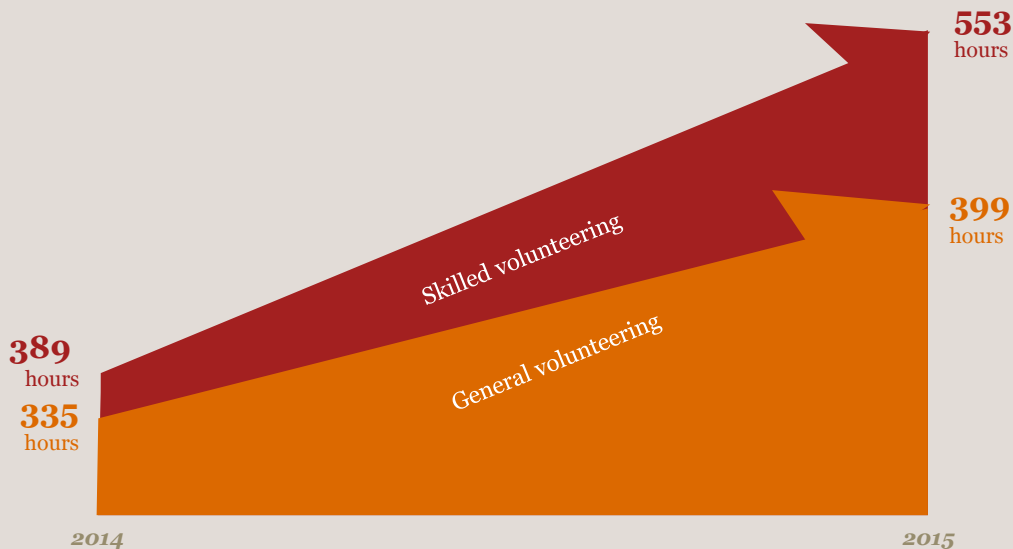 553
hours
399
hours
Skilled volunteering
General volunteering
389
hours
335
hours
2014
2015